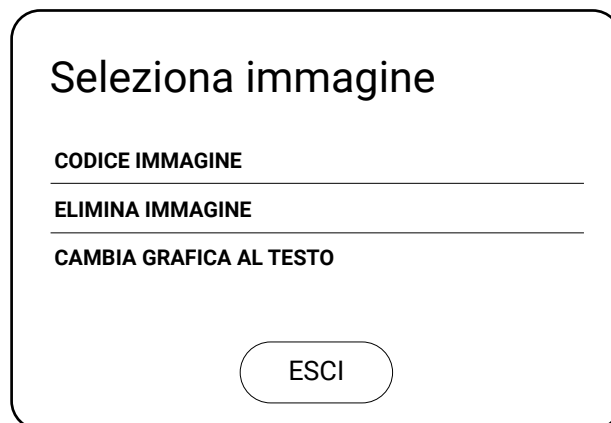 Seleziona immagine
CODICE IMMAGINE
ELIMINA IMMAGINE
CAMBIA GRAFICA AL TESTO
ESCI